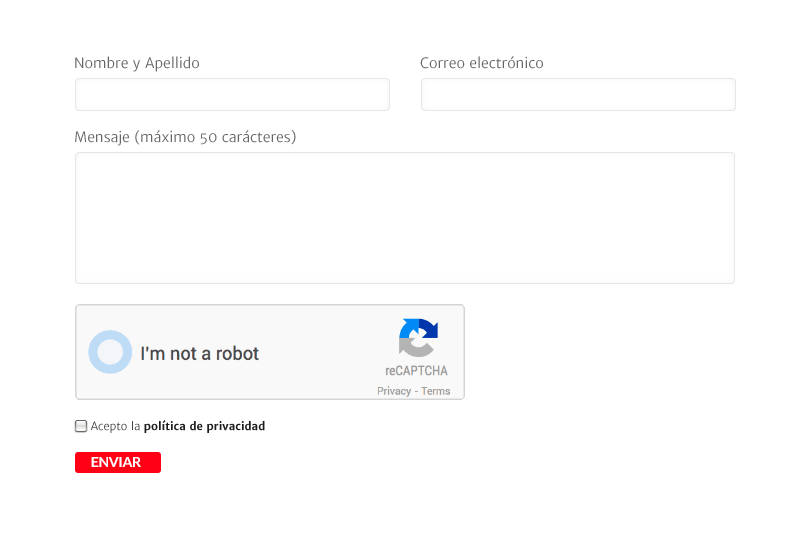 Nombre y Apellido
Correo electrónico
Mensaje (máximo 50 carácteres)
I'm not a robot
reCAPTCHA
Privacy - Terms
Acepto la política de privacidad
ENVIAR